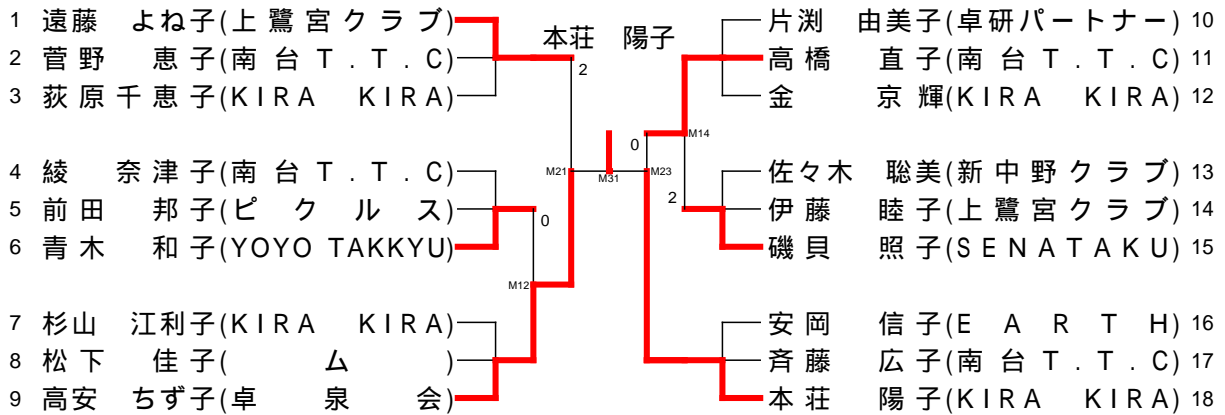 本荘 陽子
1 遠藤 よね子(上鷺宮クラブ)
2 菅野 恵子(南台T.T.C)
3 荻原千恵子(KIRA KIRA)
4 綾 奈津子(南台T.T.C)
5 前田 邦子(ピクルス)
6 青木 和子(YOYO TAKKYU)
7 杉山 江利子(KIRA KIRA)
8 松下 佳子( ム )
9 高安 ちず子(卓泉会)
2
0
M21
M12
M31
0
M14
M23
2
片渕 由美子(卓研パートナー) 10
高橋 直子(南台T.T.C) 11
金 京輝(KIRA KIRA) 12
佐々木 聡美(新中野クラブ) 13
伊藤 睦子(上鷺宮クラブ) 14
磯貝 照子(SENATAKU) 15
安岡 信子(EARTH) 16
斉藤 広子(南台T.T.C) 17
本荘 陽子(KIRA KIRA) 18